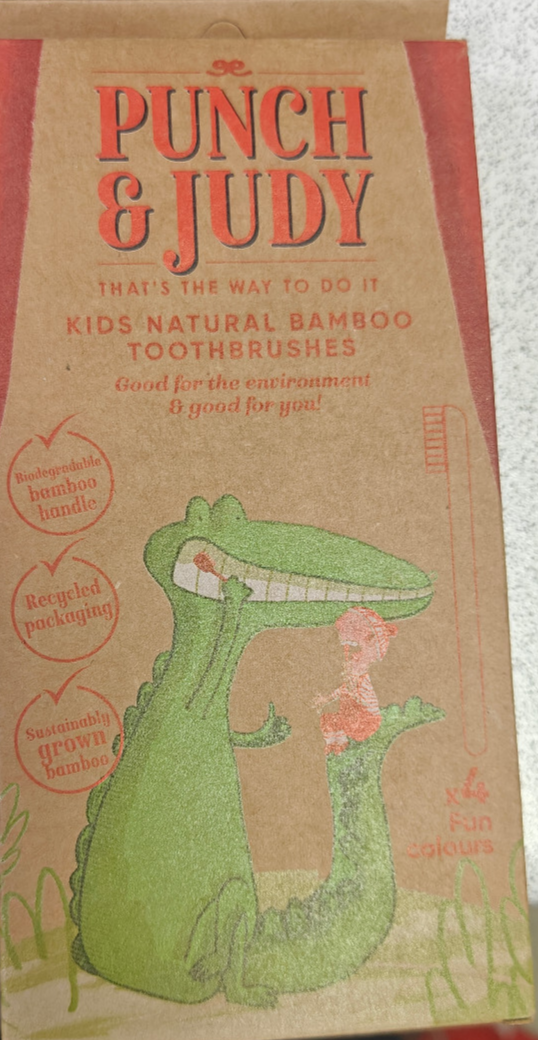 PUNCH
& JUDY
THAT'S THE WAY TO DO IT
KIDS NATURAL BAMBOO
TOOTHBRUSHES
Good for the environment
& good for you!
Biodegradable
bamboo
handle
Recycled
packaging
Sustainably
grown
bamboo
x4
Fun
colours